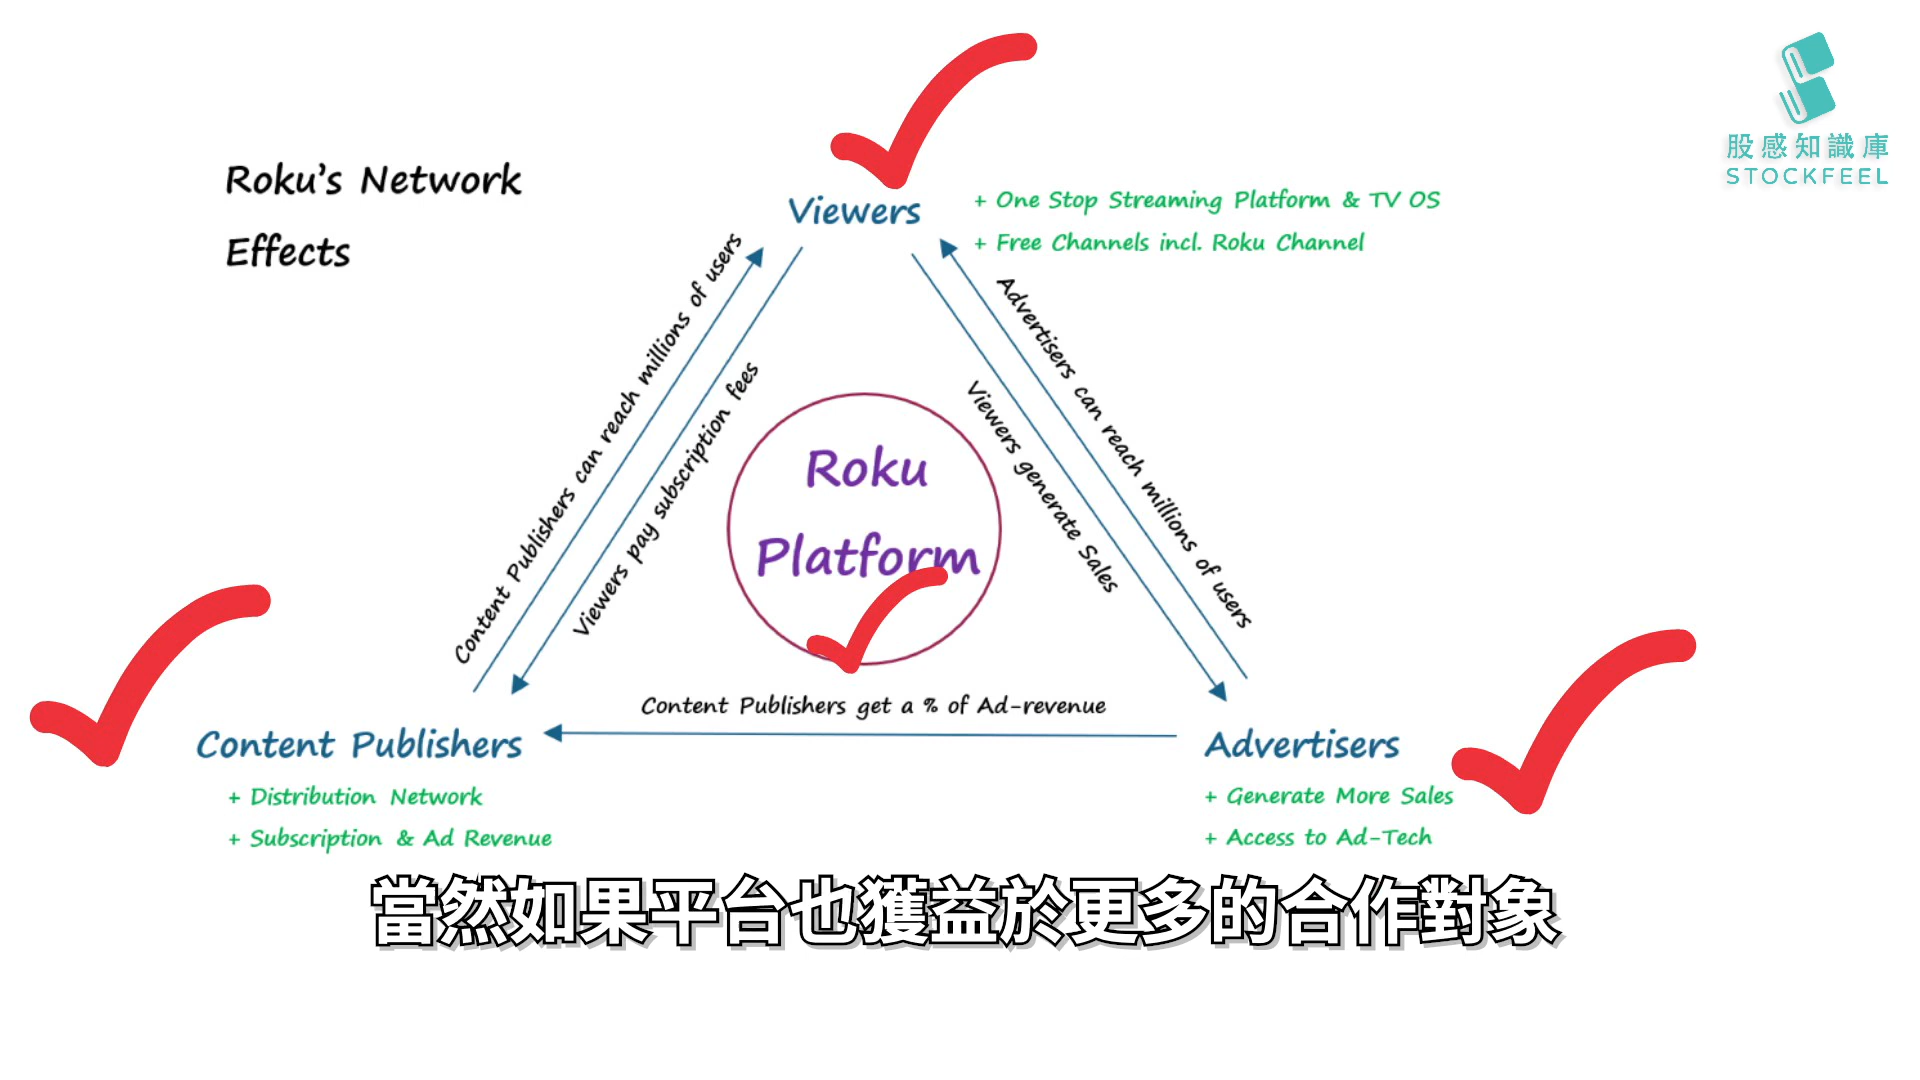 股感知識庫
STOCKFEEL
Roku's Network
Effects
Viewers
+ One Stop Streaming Platform & TV OS
+ Free Channels incl. Roku Channel
Content Publishers can reach millions of users
Viewers pay subscription fees
Viewers generate Sales
Advertisers can reach millions of users
Roku
Platform
Content Publishers get a % of Ad-revenue
Content Publishers
+ Distribution Network
+ Subscription & Ad Revenue
Advertisers
+ Generate More Sales
+ Access to Ad-Tech
當然如果平台也獲益於更多的合作對象